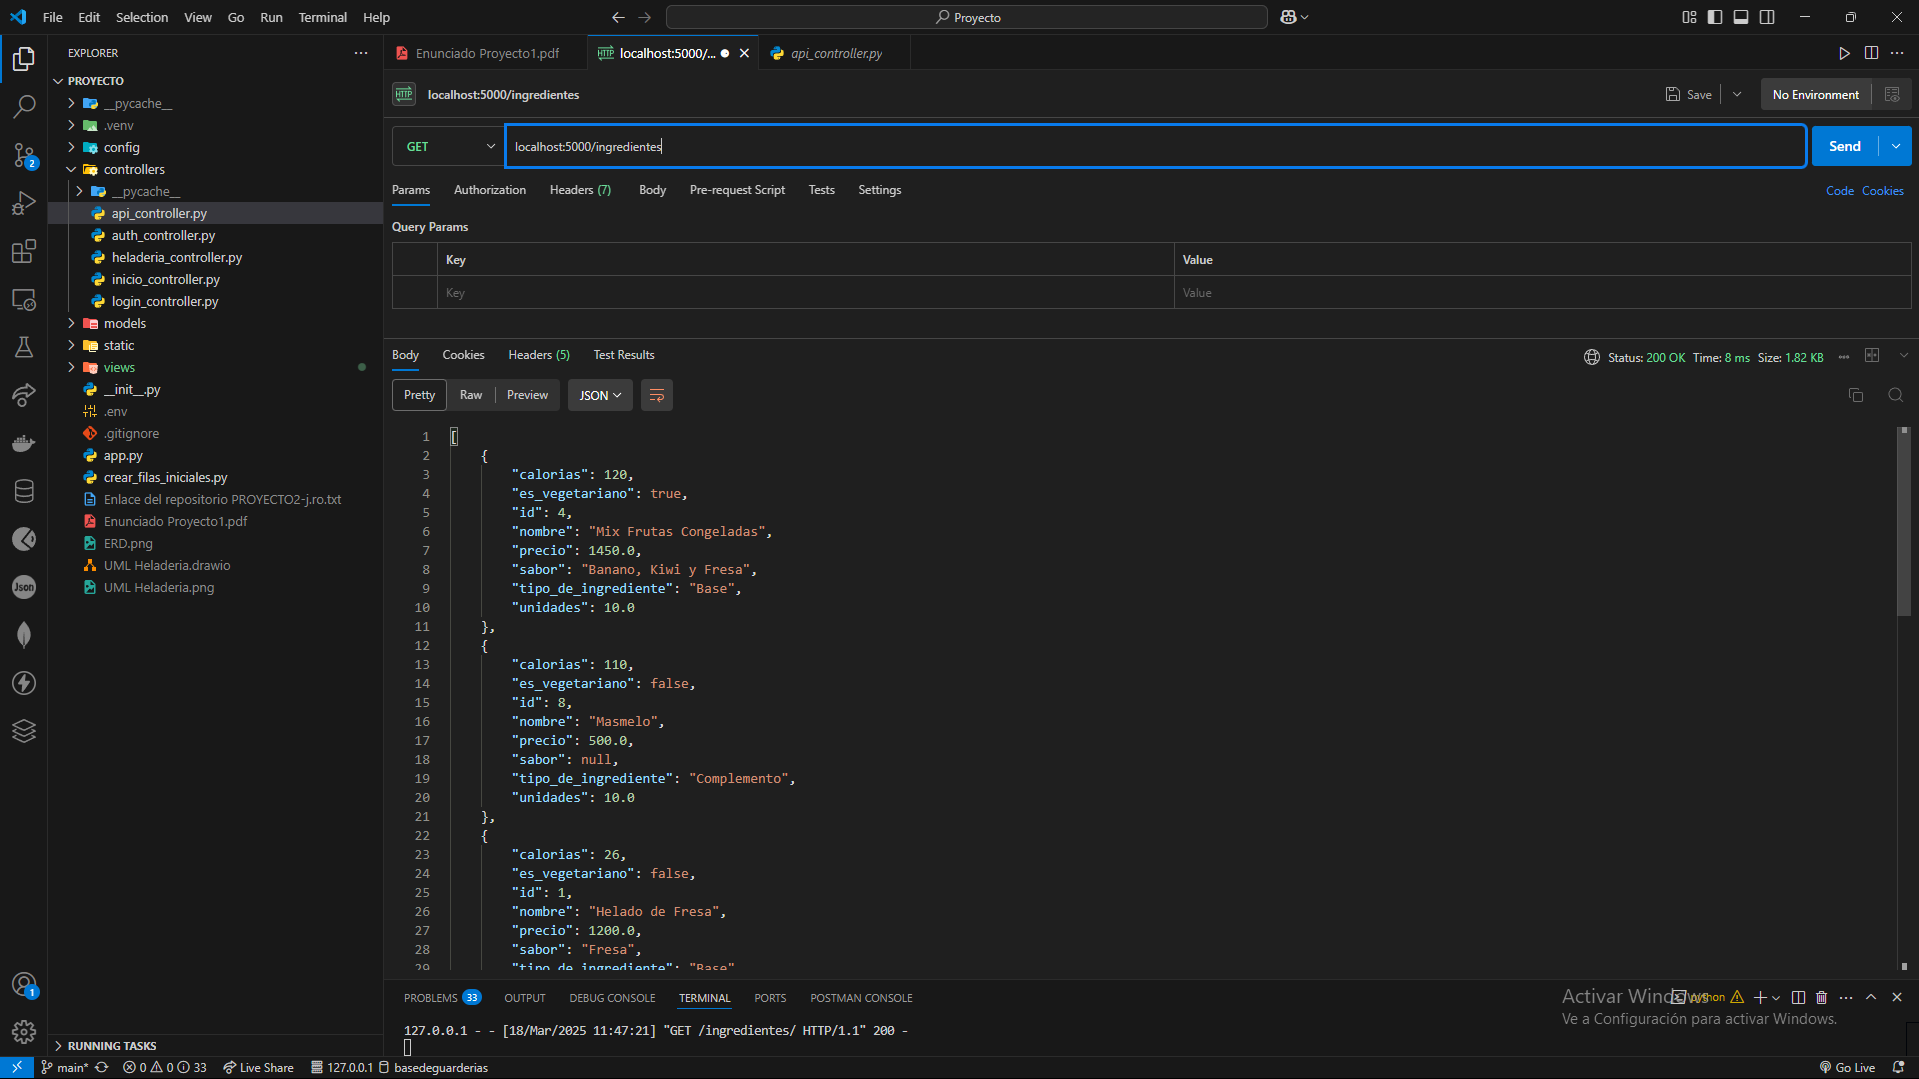 File Edit Selection View Go Run Terminal Help
Proyecto
EXPLORER
PROYECTO
__pycache__
.venv
config
controllers
__pycache__
api_controller.py
auth_controller.py
heladeria_controller.py
inicio_controller.py
login_controller.py
models
static
views
__init__.py
.env
.gitignore
app.py
crear_filas_iniciales.py
Enlace del repositorio PROYECTO2-j.ro.txt
Enunciado Proyecto1.pdf
ERD.png
UML Heladeria.drawio
UML Heladeria.png
RUNNING TASKS
2
Json
1
Enunciado Proyecto1.pdf
HTTP localhost:5000/...
api_controller.py
HTTP localhost:5000/ingredientes
Save No Environment
GET localhost:5000/ingredientes Send
Params Authorization Headers (7) Body Pre-request Script Tests Settings Code Cookies
Query Params
Key Value
Key Value
Body Cookies Headers (5) Test Results Status: 200 OK Time: 8 ms Size: 1.82 KB
Pretty Raw Preview JSON
1 [
2 {
3 "calorias": 120,
4 "es_vegetariano": true,
5 "id": 4,
6 "nombre": "Mix Frutas Congeladas",
7 "precio": 1450.0,
8 "sabor": "Banano, Kiwi y Fresa",
9 "tipo_de_ingrediente": "Base",
10 "unidades": 10.0
11 },
12 {
13 "calorias": 110,
14 "es_vegetariano": false,
15 "id": 8,
16 "nombre": "Masmelo",
17 "precio": 500.0,
18 "sabor": null,
19 "tipo_de_ingrediente": "Complemento",
20 "unidades": 10.0
21 },
22 {
23 "calorias": 26,
24 "es_vegetariano": false,
25 "id": 1,
26 "nombre": "Helado de Fresa",
27 "precio": 1200.0,
28 "sabor": "Fresa",
29 "tipo_de_ingrediente": "Base"
PROBLEMS 33 OUTPUT DEBUG CONSOLE TERMINAL PORTS POSTMAN CONSOLE
python
Activar Windows
Ve a Configuración para activar Windows.
127.0.0.1 - - [18/Mar/2025 11:47:21] "GET /ingredientes/ HTTP/1.1" 200 -
main* 0 0 33 Live Share 127.0.0.1 basedeguarderias Go Live